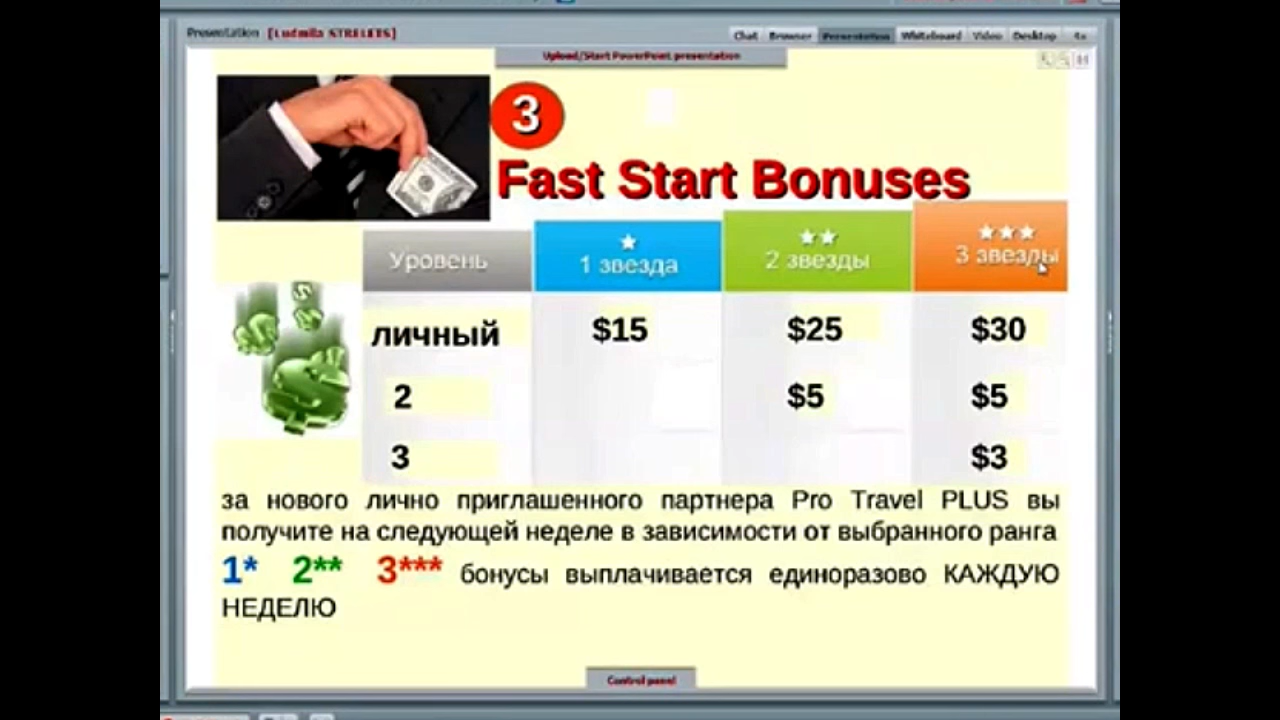 Presentation [Ludmila STRELETS]
Chat Browser Presentation Whiteboard Video Desktop
Upload/Start PowerPoint presentation
3
Fast Start Bonuses
Уровень 1 звезда 2 звезды 3 звезды
личный $15 $25 $30
2 $5 $5
3 $3
за нового лично приглашенного партнера Pro Travel PLUS вы
получите на следующей неделе в зависимости от выбранного ранга
1* 2** 3*** бонусы выплачивается единоразово КАЖДУЮ
НЕДЕЛЮ
Control panel